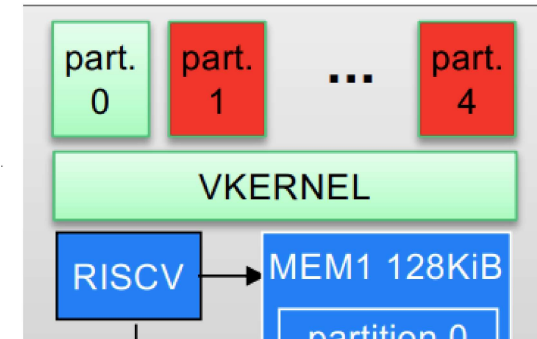 part.
0
part.
1
...
part.
4
VKERNEL
RISCV
MEM1 128KiB
partition 0